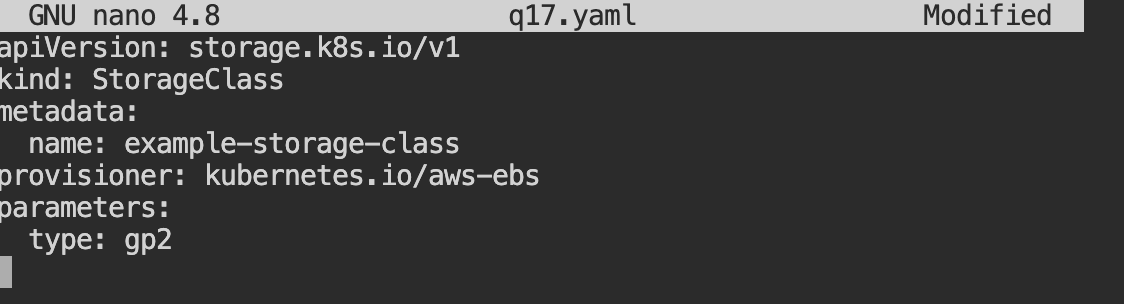 GNU nano 4.8 q17.yaml Modified
apiVersion: storage.k8s.io/v1
kind: StorageClass
metadata:
  name: example-storage-class
provisioner: kubernetes.io/aws-ebs
parameters:
  type: gp2